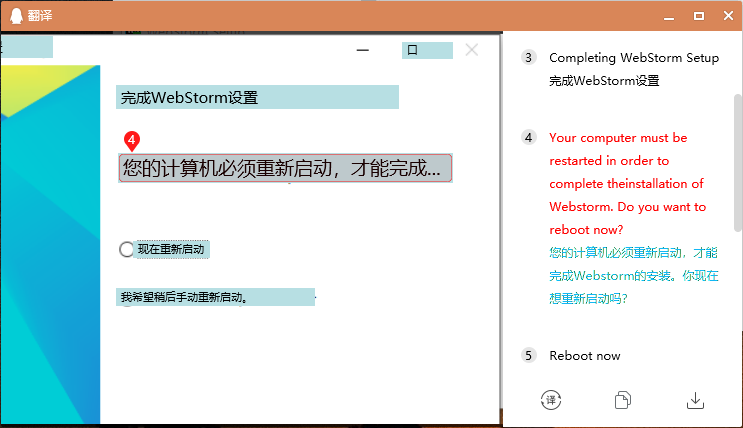 翻译
完成WebStorm设置
4
您的计算机必须重新启动，才能完成...
现在重新启动
我希望稍后手动重新启动。
3 Completing WebStorm Setup
完成WebStorm设置
4 Your computer must be
restarted in order to
complete theinstallation of
Webstorm. Do you want to
reboot now?
您的计算机必须重新启动，才能
完成Webstorm的安装。你现在
想重新启动吗?
5 Reboot now
译